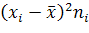 (xᵢ − x̄)²nᵢ